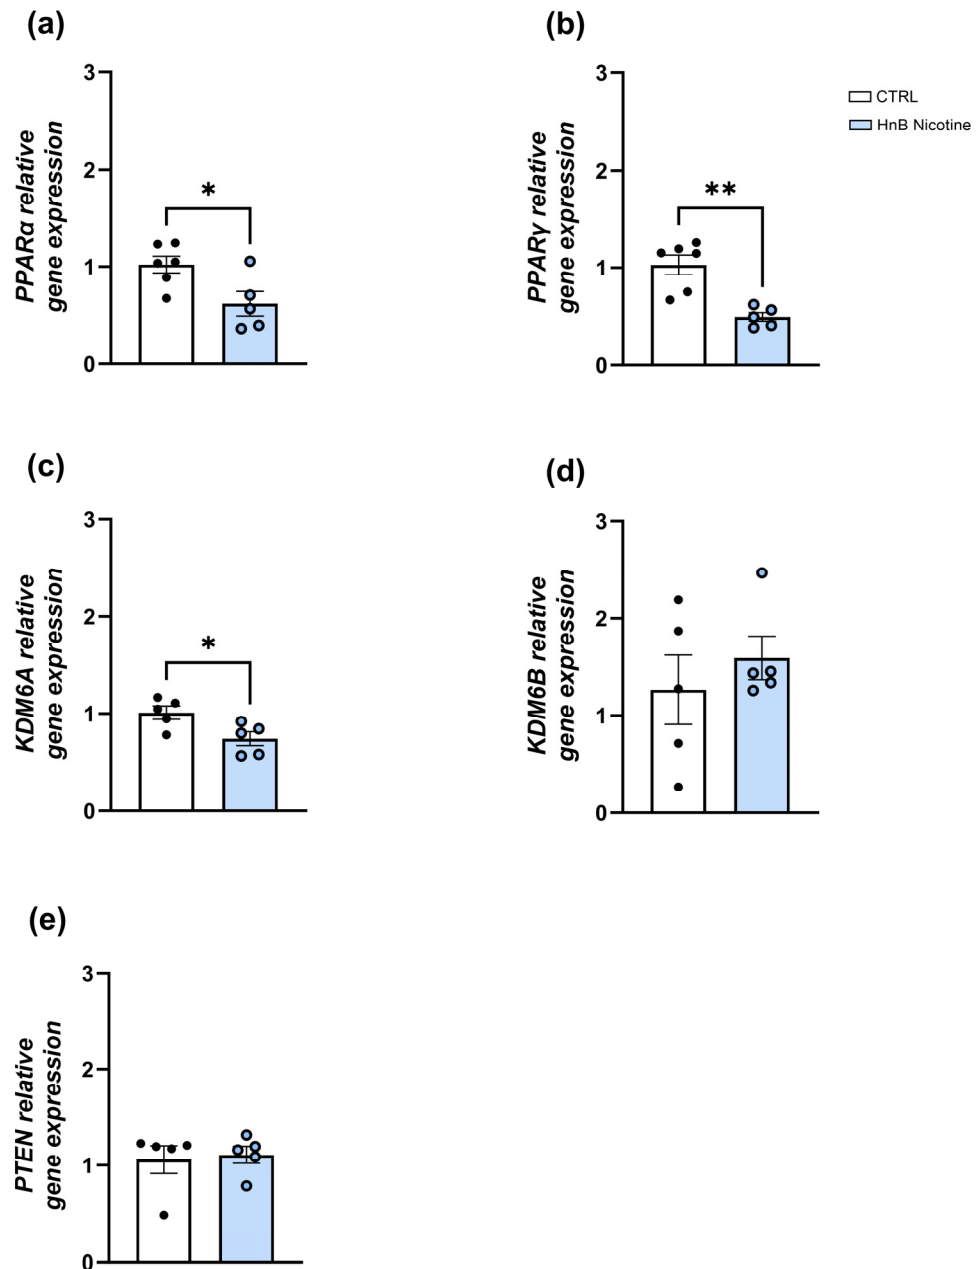 (a)
PPARα relative
gene expression
3
2
1
0
*
(b)
PPARγ relative
gene expression
3
2
1
0
**
CTRL
HnB Nicotine
(c)
KDM6A relative
gene expression
3
2
1
0
*
(d)
KDM6B relative
gene expression
3
2
1
0
(e)
PTEN relative
gene expression
3
2
1
0